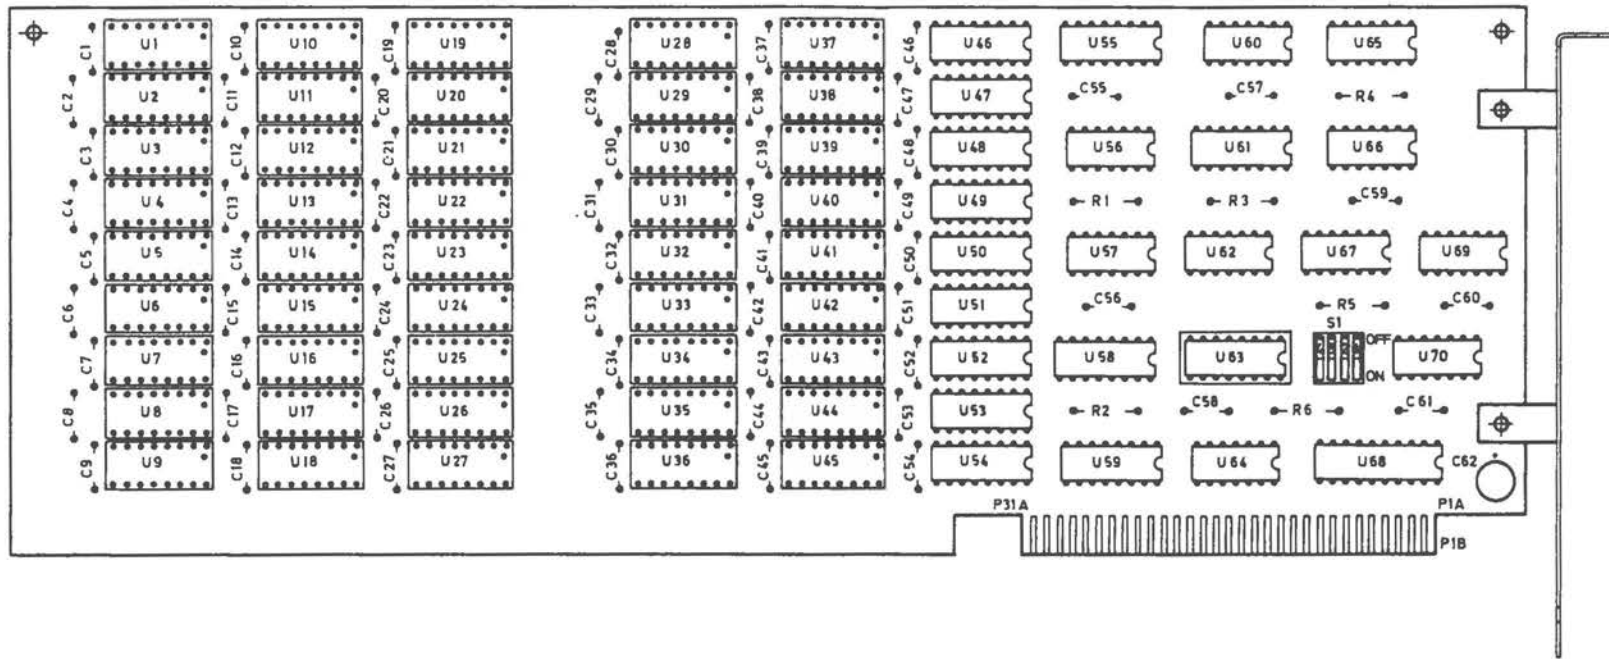 C1 U1 C10 U10 C19 U19 C28 U28 C37 U37 C46 U46 U55 U60 U65
C2 U2 C11 U11 C20 U20 C29 U29 C38 U38 C47 U47 C55 C57 R4
C3 U3 C12 U12 C21 U21 C30 U30 C39 U39 C48 U48 U56 U61 U66
C4 U4 C13 U13 C22 U22 C31 U31 C40 U40 C49 U49 R1 R3 C59
C5 U5 C14 U14 C23 U23 C32 U32 C41 U41 C50 U50 U57 U62 U67 U69
C6 U6 C15 U15 C24 U24 C33 U33 C42 U42 C51 U51 C56 R5 C60
S1
OFF
C7 U7 C16 U16 C25 U25 C34 U34 C43 U43 C52 U52 U58 U63 U70
ON
C8 U8 C17 U17 C26 U26 C35 U35 C44 U44 C53 U53 R2 C58 R6 C61
C9 U9 C18 U18 C27 U27 C36 U36 C45 U45 C54 U54 U59 U64 U68 C62
P31A P1A
P1B